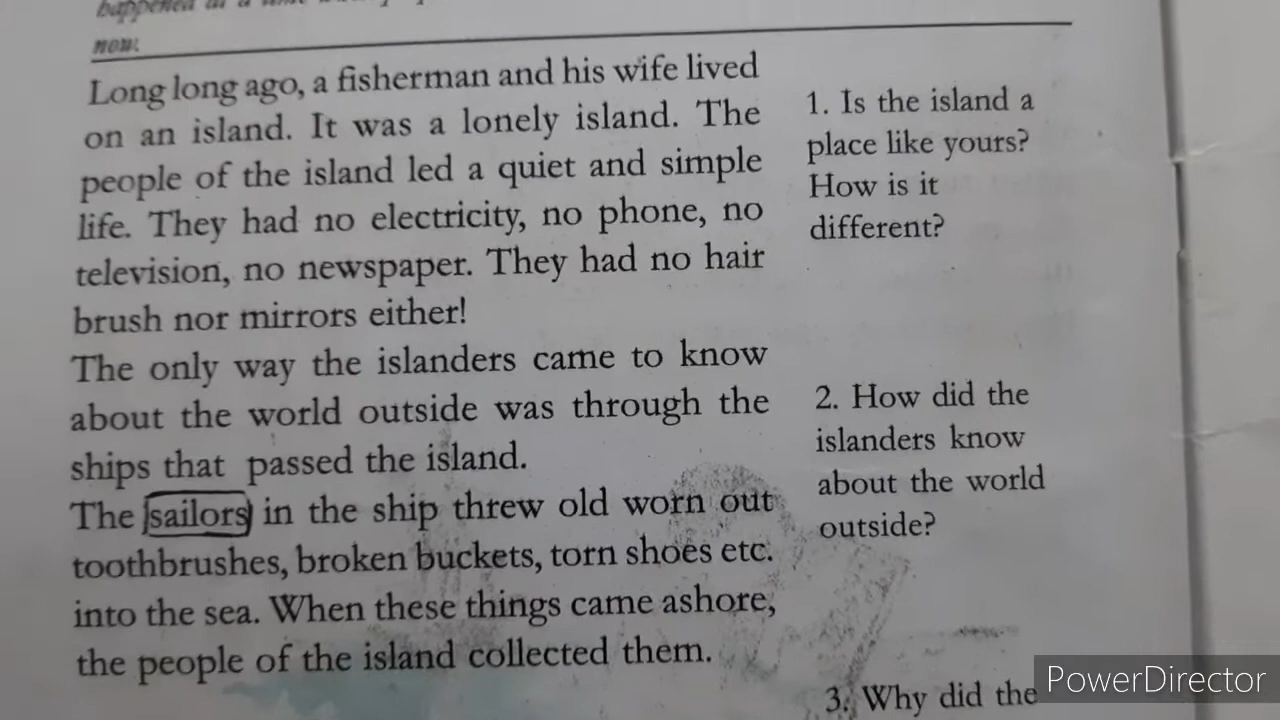 happened
now.
Long long ago, a fisherman and his wife lived
on an island. It was a lonely island. The
people of the island led a quiet and simple
life. They had no electricity, no phone, no
television, no newspaper. They had no hair
brush nor mirrors either!
The only way the islanders came to know
about the world outside was through the
ships that passed the island.
The sailors in the ship threw old worn out
toothbrushes, broken buckets, torn shoes etc.
into the sea. When these things came ashore,
the people of the island collected them.
1. Is the island a
place like yours?
How is it
different?
2. How did the
islanders know
about the world
outside?
3. Why did the
PowerDirector